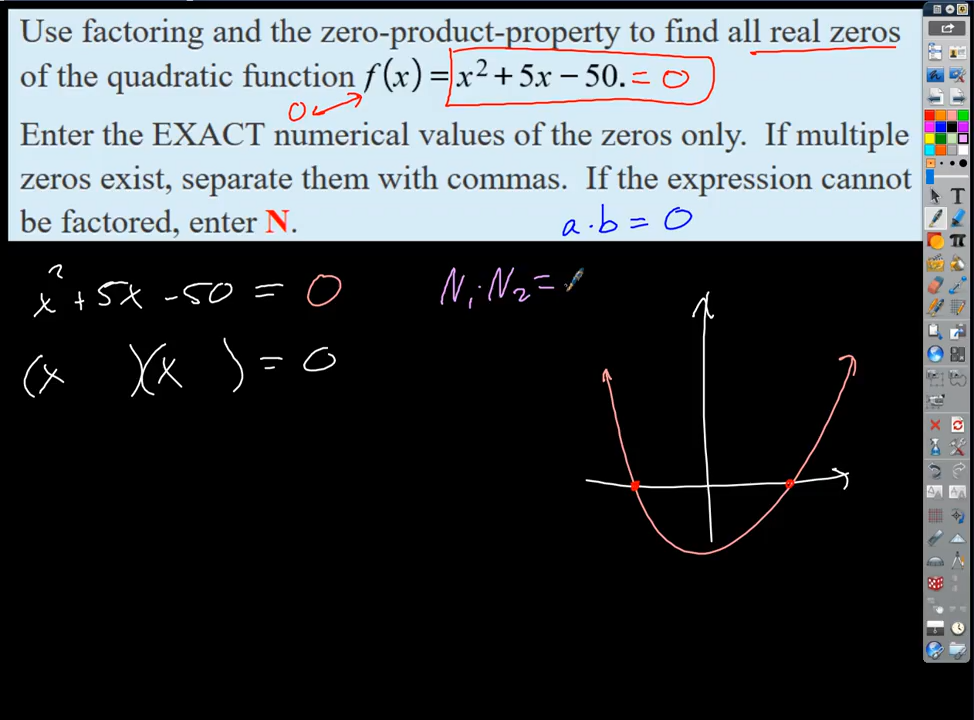 Use factoring and the zero-product-property to find all real zeros
of the quadratic function f(x) = x² + 5x − 50. = 0
0
Enter the EXACT numerical values of the zeros only. If multiple
zeros exist, separate them with commas. If the expression cannot
be factored, enter N.
a · b = 0
x² + 5x - 50 = 0
N₁ · N₂ =
(x )(x ) = 0